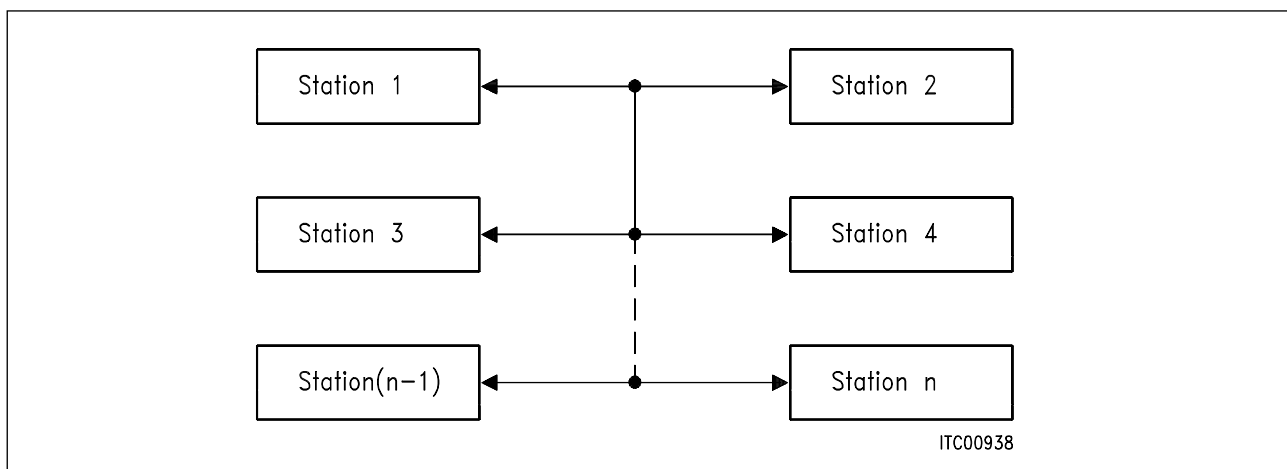 Station 1
Station 2
Station 3
Station 4
Station(n-1)
Station n
ITC00938